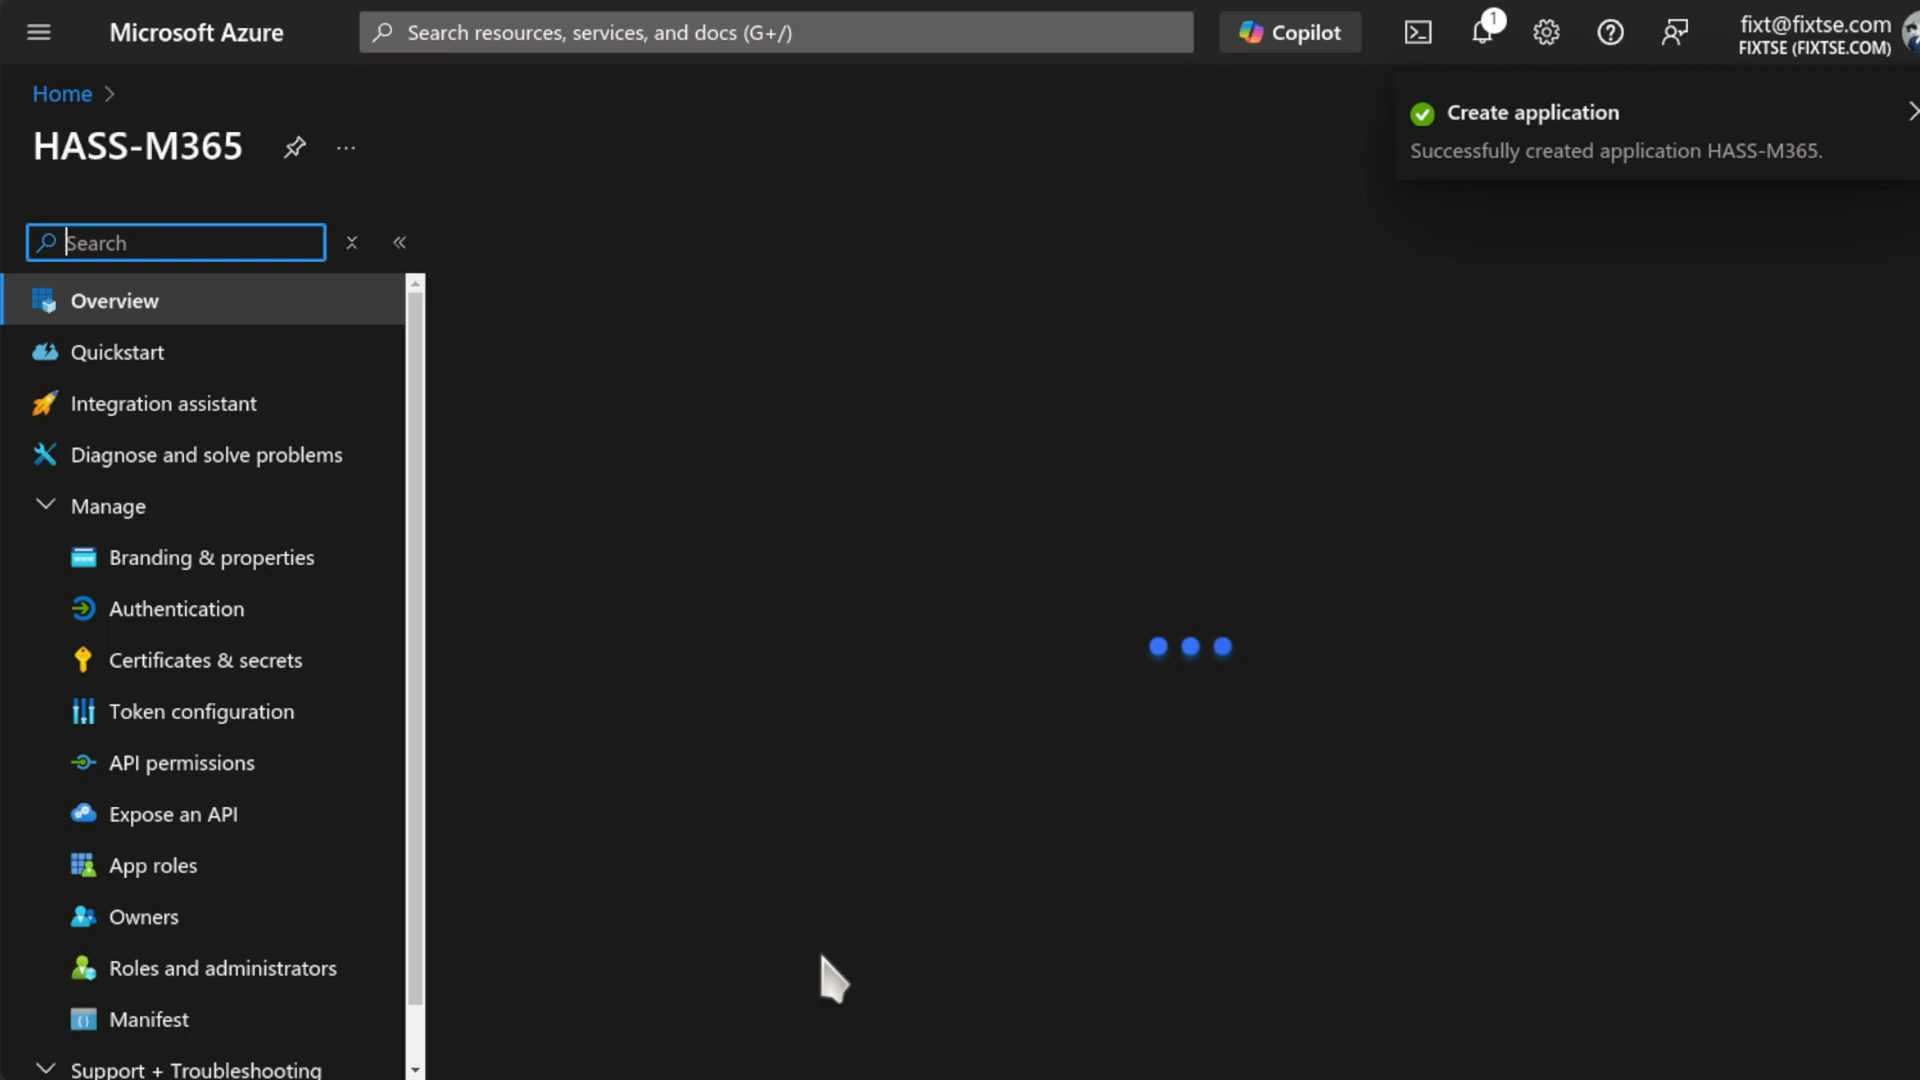 Microsoft Azure
Search resources, services, and docs (G+/)
Copilot
1
fixt@fixtse.com
FIXTSE (FIXTSE.COM)
Home
HASS-M365
...
Create application
Successfully created application HASS-M365.
Search
Overview
Quickstart
Integration assistant
Diagnose and solve problems
Manage
Branding & properties
Authentication
Certificates & secrets
Token configuration
API permissions
Expose an API
App roles
Owners
Roles and administrators
Manifest
Support + Troubleshooting